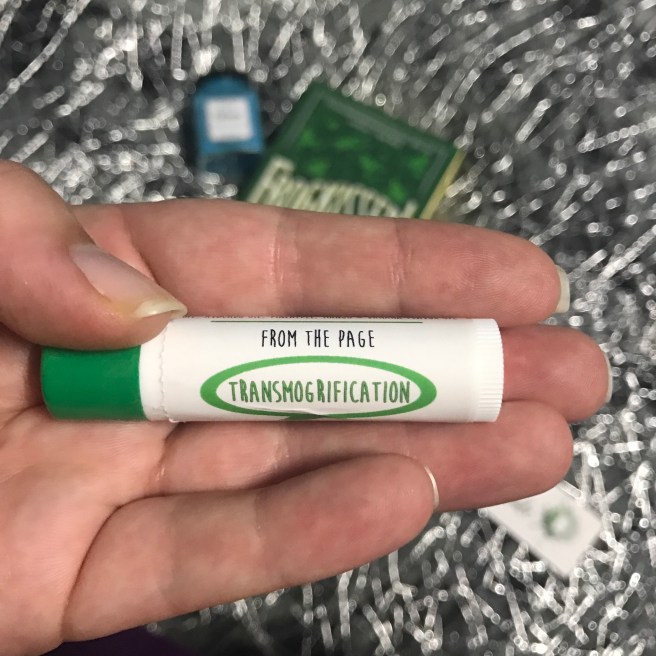 FROM THE PAGE
TRANSMOGRIFICATION